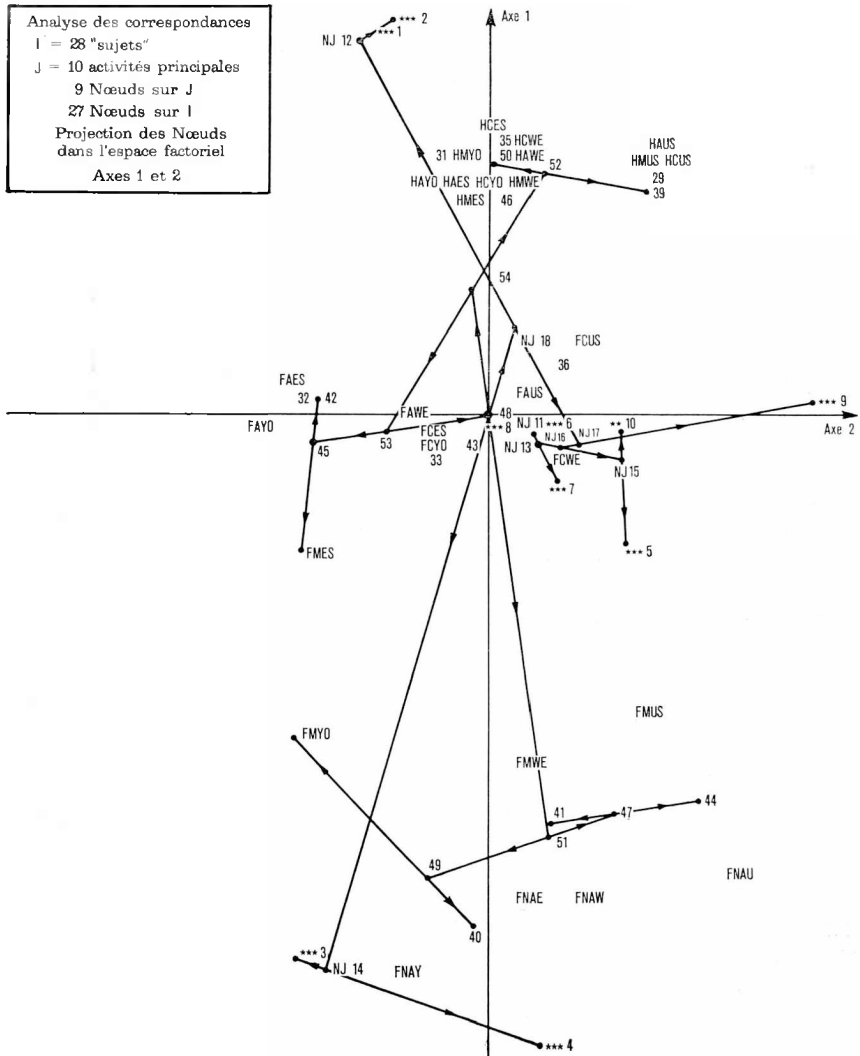 Analyse des correspondances
I = 28 "sujets"
J = 10 activités principales
9 Nœuds sur J
27 Nœuds sur I
Projection des Nœuds
dans l'espace factoriel
Axes 1 et 2
Axe 1
*** 2
*** 1
NJ 12
HCES
35 HCWE
31 HMYO
50 HAWE
52
HAUS
HMUS HCUS
29
39
HAYO HAES HCYO HMWE
HMES 46
54
NJ 18
FCUS
36
FAES
32 42
FAUS
*** 9
FAYO
FAWE
48
Axe 2
*** 8
NJ 11 *** 6
** 10
45
53
FCES
FCYO
33
43
NJ 13
NJ16
NJ17
FCWE
NJ 15
*** 7
FMES
*** 5
FMUS
FMYO
FMWE
41
47
44
51
49
FNAE
FNAW
FNAU
40
*** 3
NJ 14
FNAY
*** 4